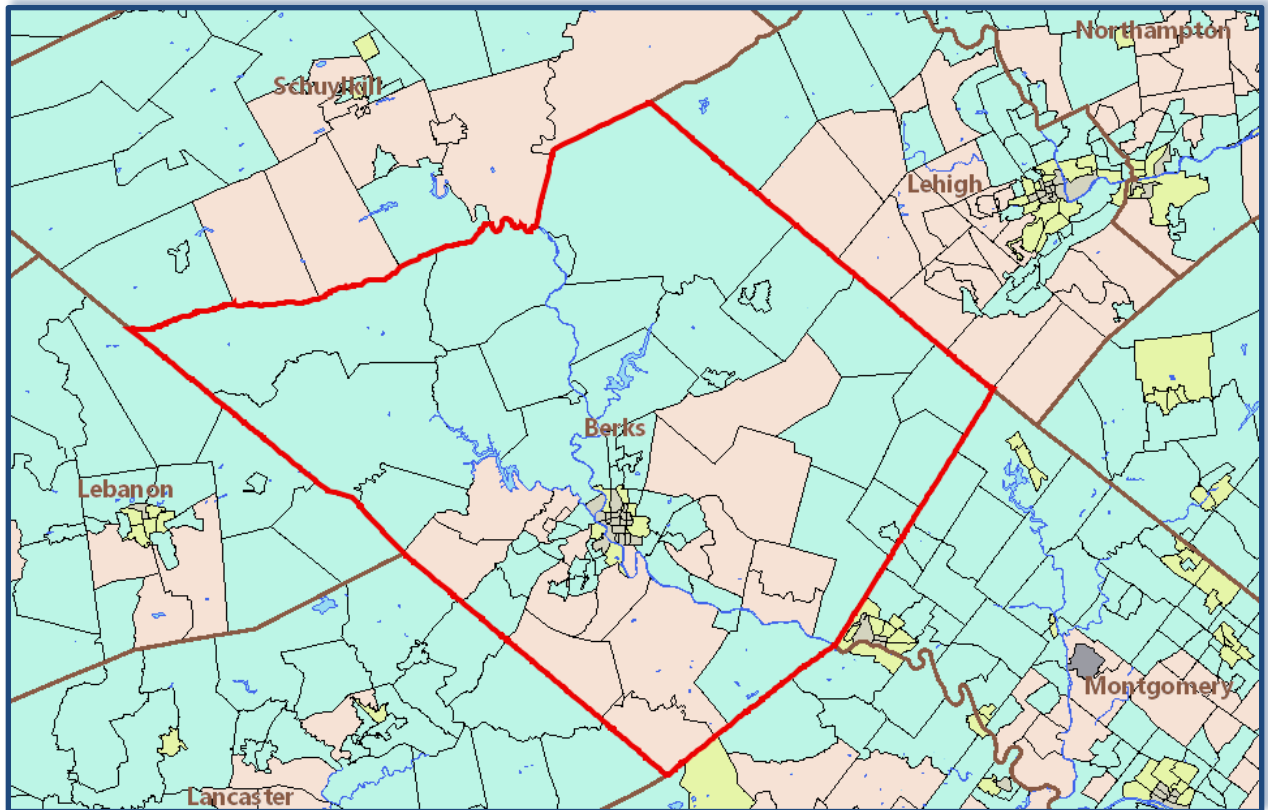 Northampton
Schuylkill
Lehigh
Berks
Lebanon
Montgomery
Lancaster